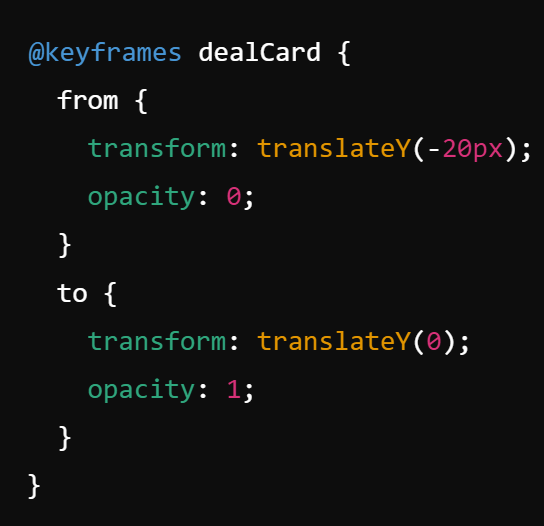 @keyframes dealCard {
  from {
    transform: translateY(-20px);
    opacity: 0;
  }
  to {
    transform: translateY(0);
    opacity: 1;
  }
}